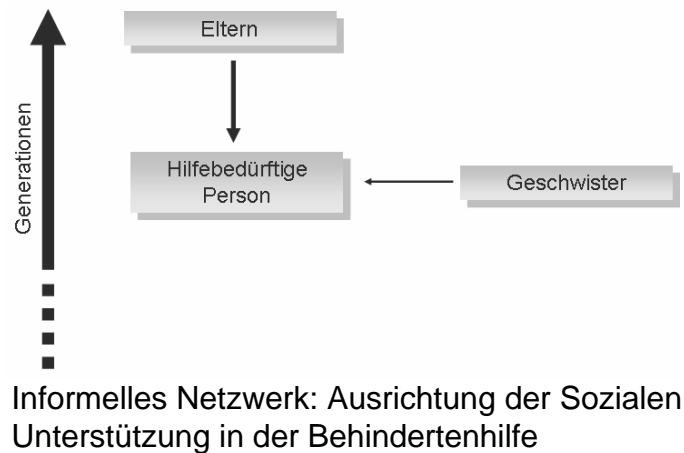 Eltern
Generationen
Hilfebedürftige
Person
Geschwister
Informelles Netzwerk: Ausrichtung der Sozialen
Unterstützung in der Behindertenhilfe